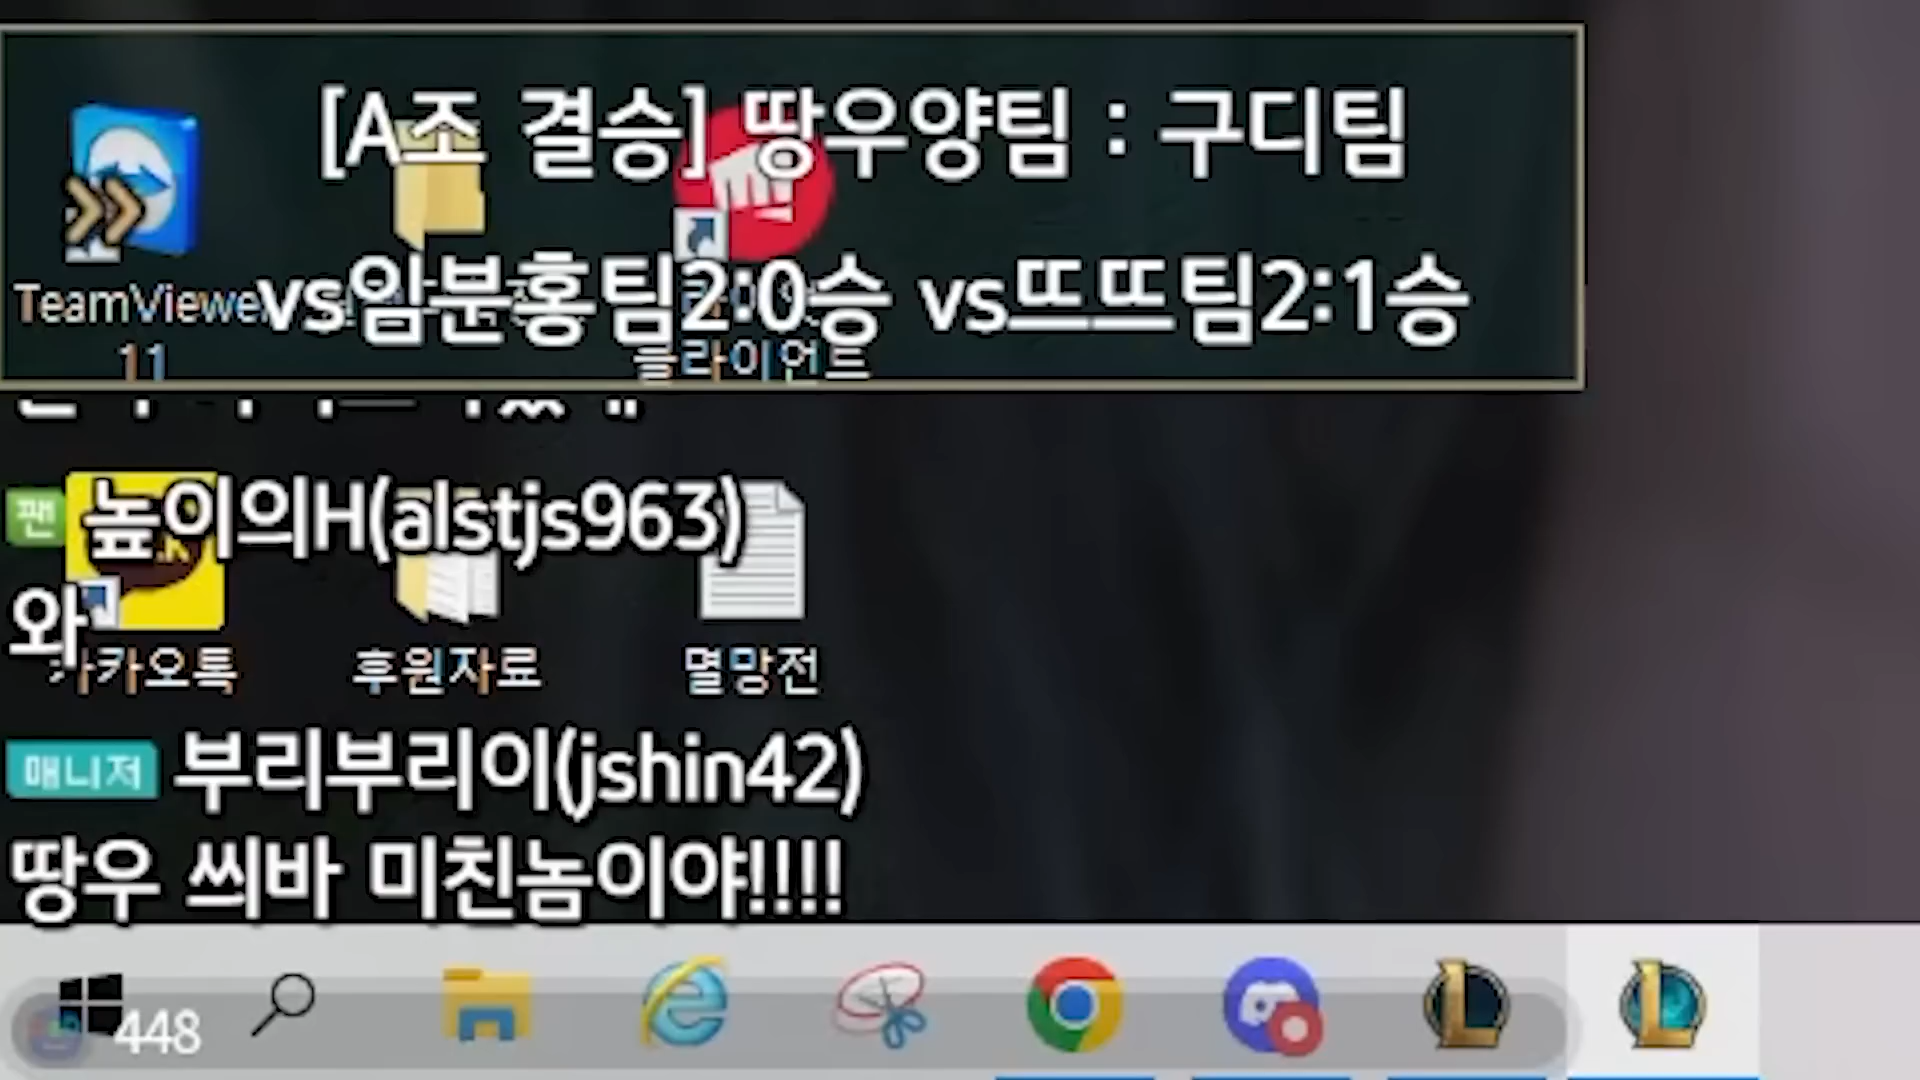 [A조 결승] 땅우양팀 : 구디팀
vs임분홍팀2:0승 vs뜨뜨팀2:1승
TeamViewer
11
클라이언트
팬 높이의H(alstjs963)
와
카카오톡
후원자료
멸망전
매니저 부리부리이(jshin42)
땅우 씌바 미친놈이야!!!!
448